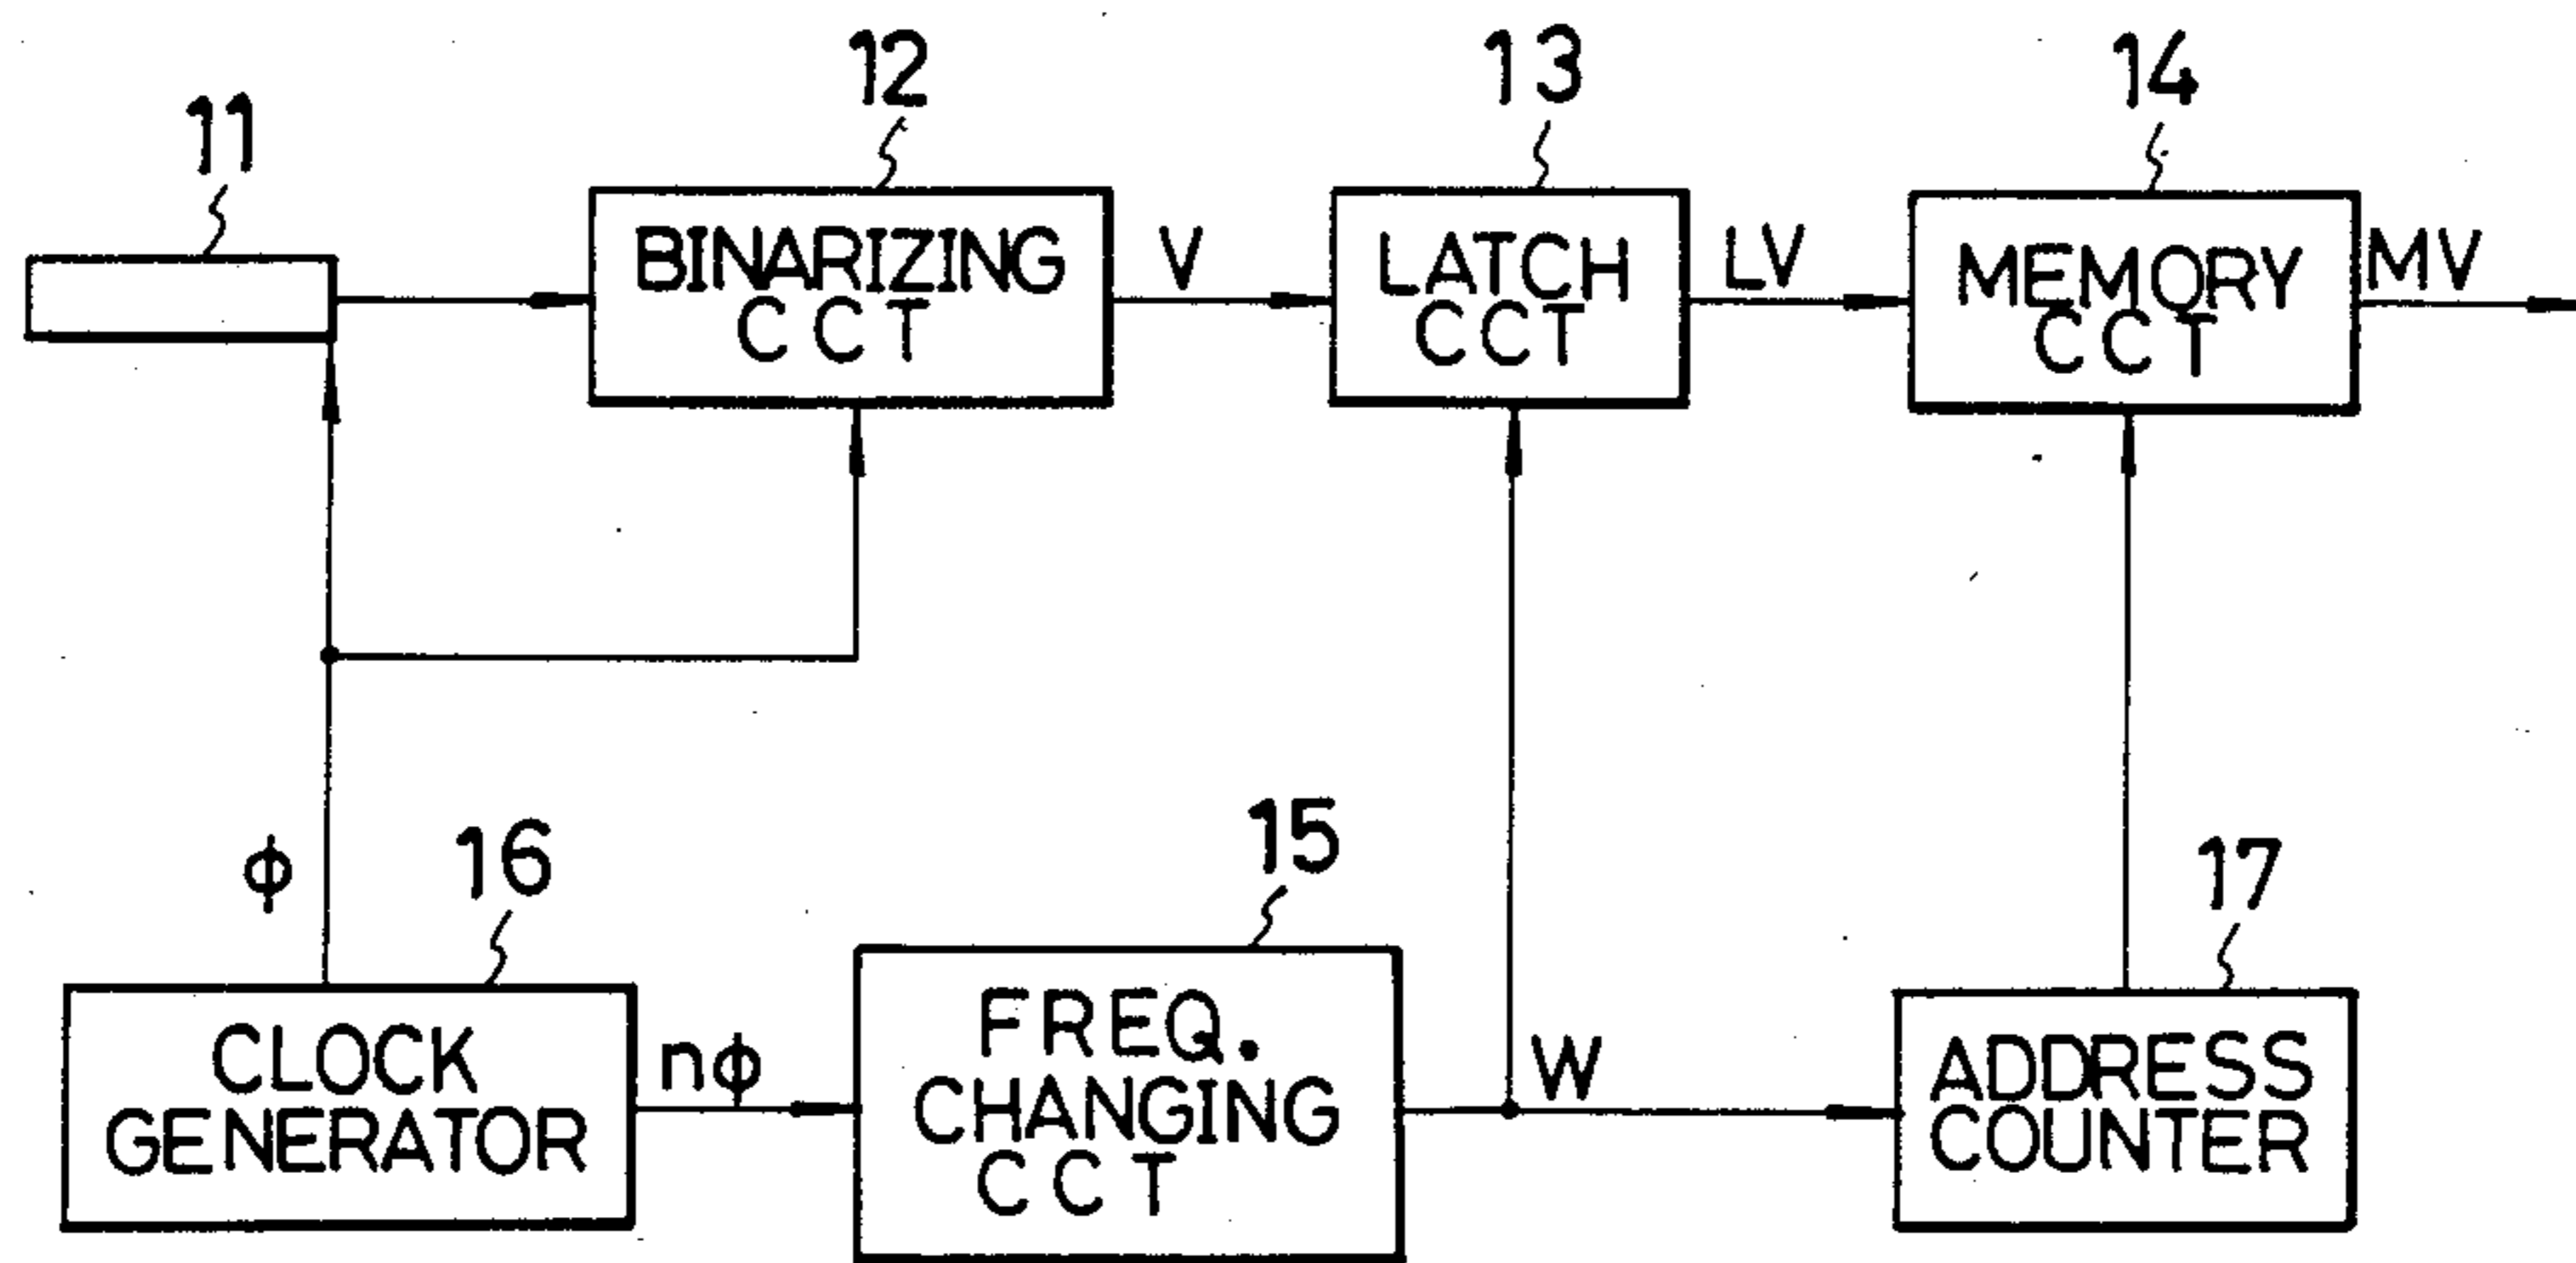 11
12
13
14
BINARIZING
CCT
V
LATCH
CCT
LV
MEMORY
CCT
MV
φ
16
15
17
CLOCK
GENERATOR
nφ
FREQ.
CHANGING
CCT
W
ADDRESS
COUNTER